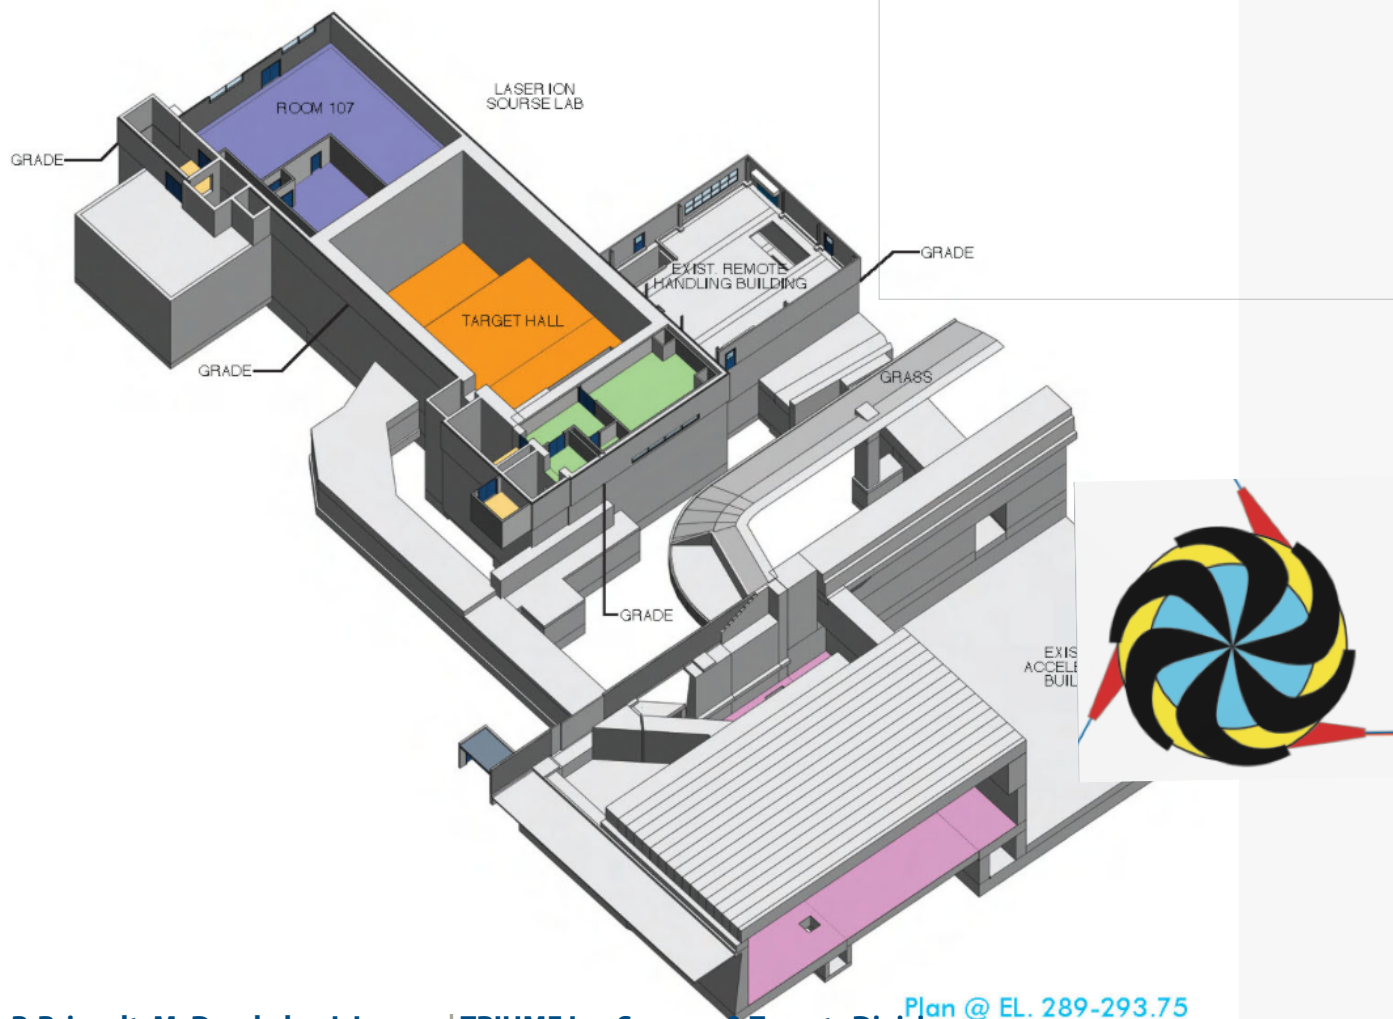 LASER ION
SOURSE LAB
ROOM 107
GRADE
GRADE
EXIST. REMOTE
HANDLING BUILDING
TARGET HALL
GRADE
GRASS
GRADE
Plan @ EL. 289-293.75